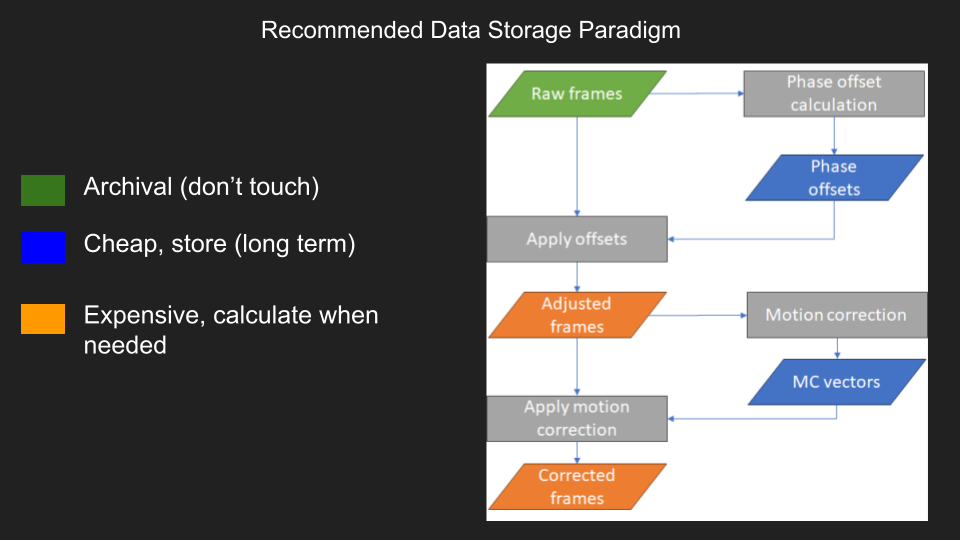 Recommended Data Storage Paradigm
Archival (don’t touch)
Cheap, store (long term)
Expensive, calculate when
needed
Raw frames
Phase offset
calculation
Phase
offsets
Apply offsets
Adjusted
frames
Motion correction
MC vectors
Apply motion
correction
Corrected
frames